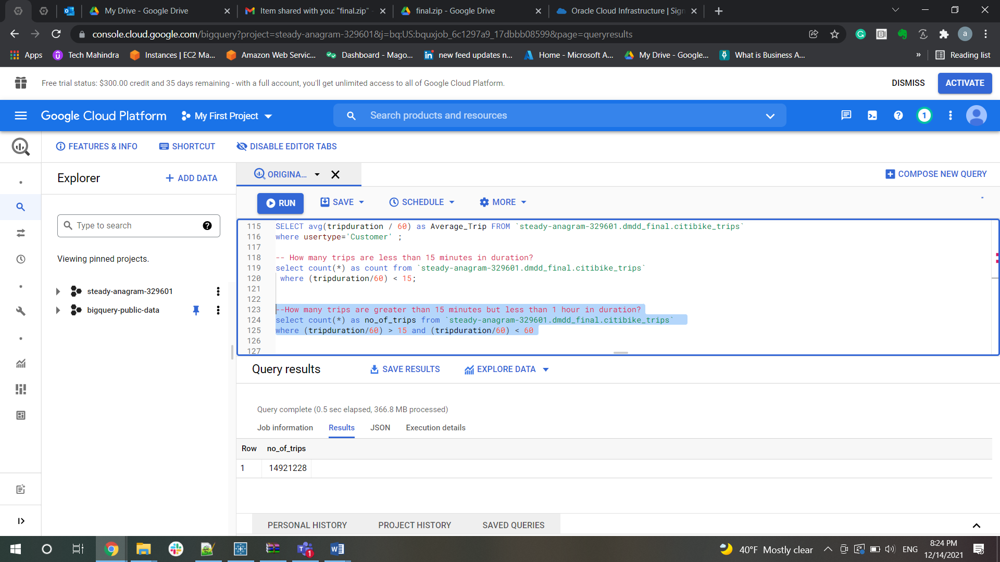 My Drive - Google Drive
Item shared with you: "final.zip"
final.zip - Google Drive
Oracle Cloud Infrastructure | Sign
console.cloud.google.com/bigquery?project=steady-anagram-329601&j=bq:US:bquxjob_6c1297a9_17dbbb08599&page=queryresults
a
Apps
Tech Mahindra
Instances | EC2 Ma...
Amazon Web Servic...
Dashboard - Mago...
new feed updates n...
Home - Microsoft A...
My Drive - Google...
What is Business A...
»
Reading list
Free trial status: $300.00 credit and 35 days remaining - with a full account, you'll get unlimited access to all of Google Cloud Platform.
DISMISS
ACTIVATE
Google Cloud Platform
My First Project
Search products and resources
1
FEATURES & INFO
SHORTCUT
DISABLE EDITOR TABS
Explorer
+ ADD DATA
ORIGINA...
COMPOSE NEW QUERY
RUN
SAVE
SCHEDULE
MORE
Type to search
Viewing pinned projects.
steady-anagram-329601
bigquery-public-data
115 SELECT avg(tripduration / 60) as Average_Trip FROM `steady-anagram-329601.dmdd_final.citibike_trips`
116 where usertype='Customer' ;
117
118 -- How many trips are less than 15 minutes in duration?
119 select count(*) as count from `steady-anagram-329601.dmdd_final.citibike_trips`
120 where (tripduration/60) < 15;
121
122
123 --How many trips are greater than 15 minutes but less than 1 hour in duration?
124 select count(*) as no_of_trips from `steady-anagram-329601.dmdd_final.citibike_trips`
125 where (tripduration/60) > 15 and (tripduration/60) < 60
126
127
Query results
SAVE RESULTS
EXPLORE DATA
Query complete (0.5 sec elapsed, 366.8 MB processed)
Job information
Results
JSON
Execution details
Row no_of_trips
1 14921228
PERSONAL HISTORY
PROJECT HISTORY
SAVED QUERIES
40°F Mostly clear
ENG
8:24 PM
12/14/2021